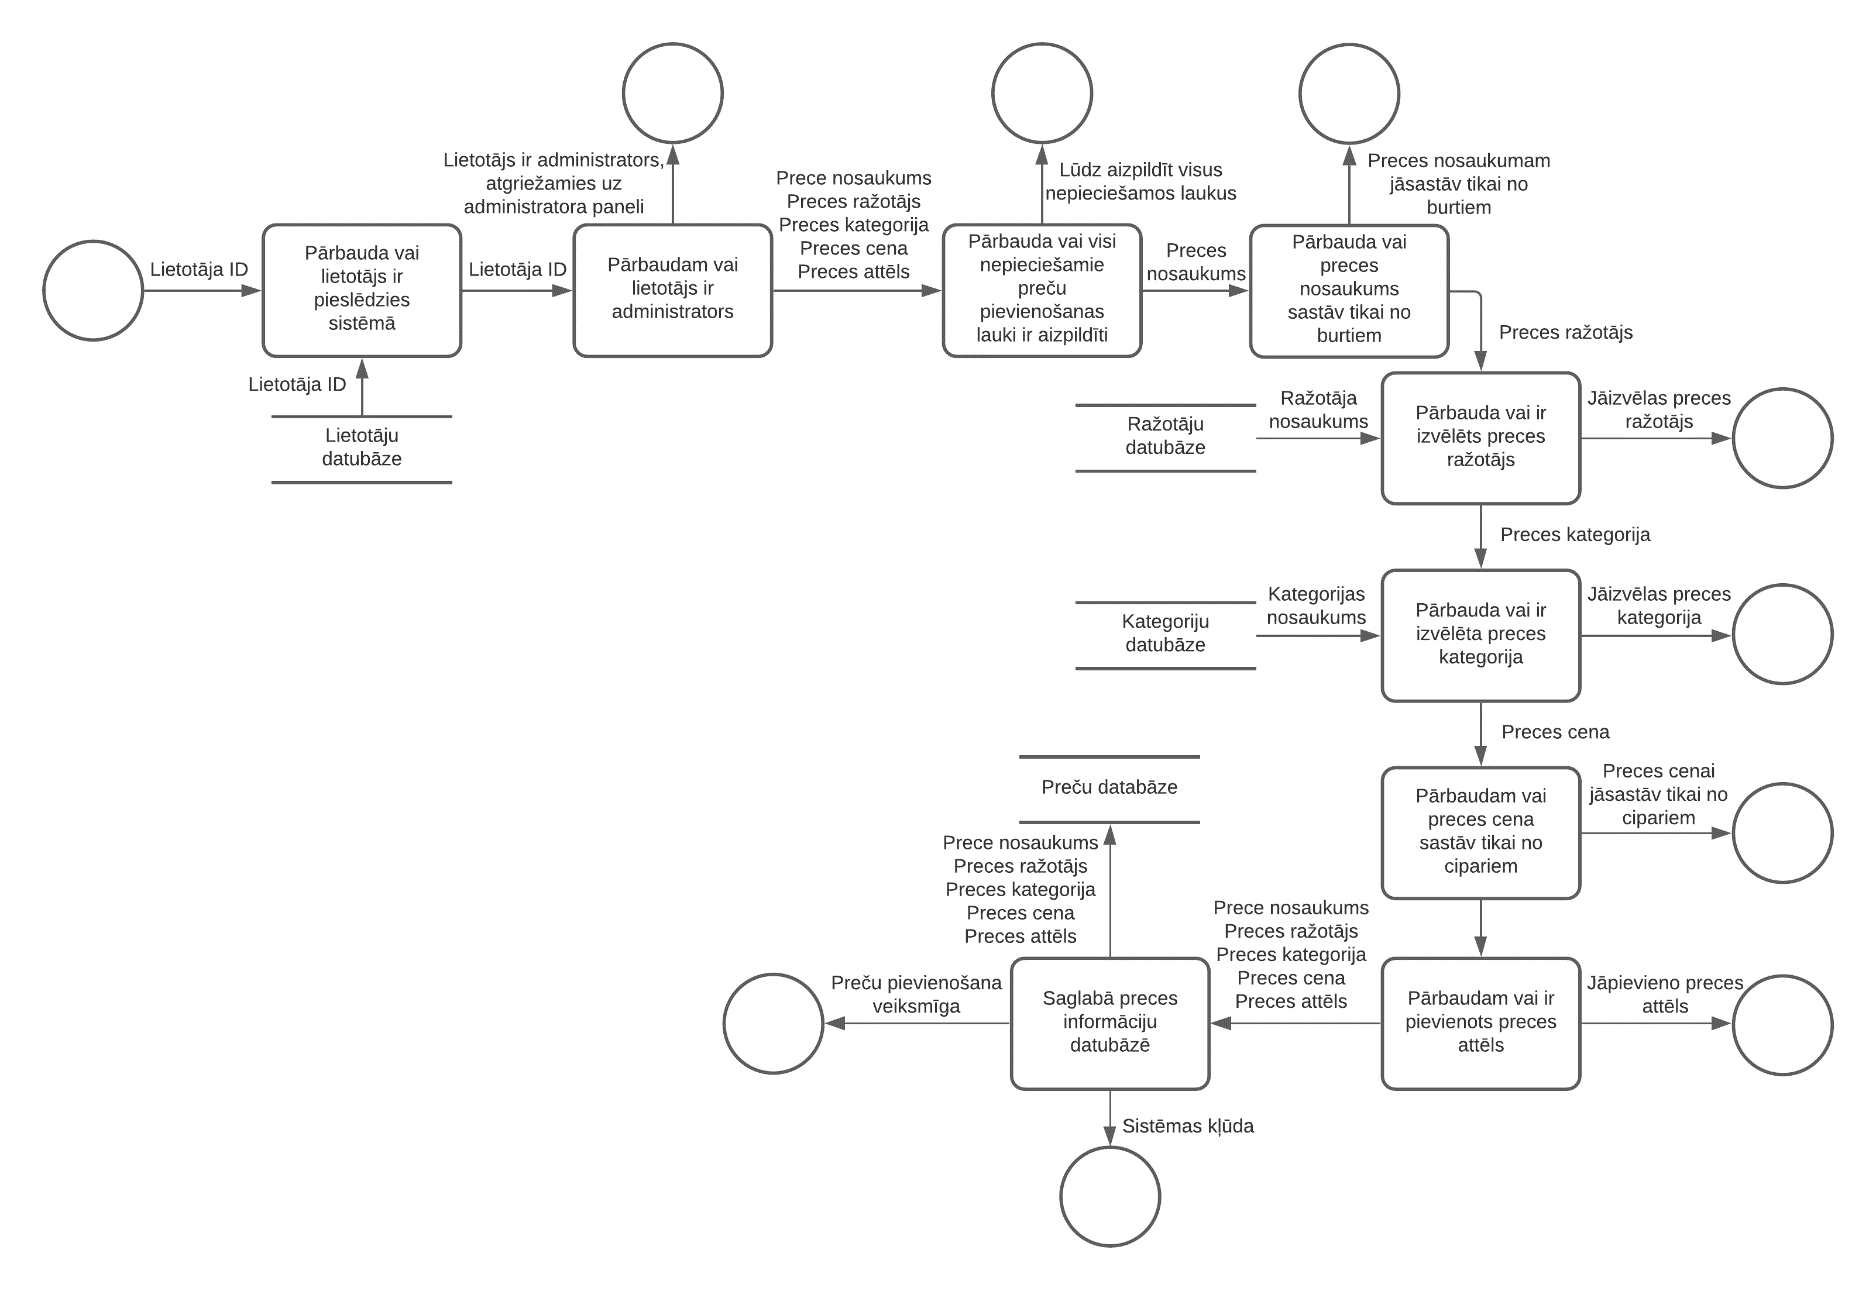 Lietotāja ID
Pārbauda vai
lietotājs ir
pieslēdzies
sistēmā
Lietotāja ID
Lietotāju
datubāze
Lietotāja ID
Pārbaudam vai
lietotājs ir
administrators
Lietotājs ir administrators,
atgriežamies uz
administratora paneli
Prece nosaukums
Preces ražotājs
Preces kategorija
Preces cena
Preces attēls
Pārbauda vai visi
nepieciešamie
preču
pievienošanas
lauki ir aizpildīti
Lūdz aizpildīt visus
nepieciešamos laukus
Preces
nosaukums
Pārbauda vai
preces
nosaukums
sastāv tikai no
burtiem
Preces nosaukumam
jāsastāv tikai no
burtiem
Preces ražotājs
Ražotāju
datubāze
Ražotāja
nosaukums
Pārbauda vai ir
izvēlēts preces
ražotājs
Jāizvēlas preces
ražotājs
Preces kategorija
Kategoriju
datubāze
Kategorijas
nosaukums
Pārbauda vai ir
izvēlēta preces
kategorija
Jāizvēlas preces
kategorija
Preces cena
Pārbaudam vai
preces cena
sastāv tikai no
cipariem
Preces cenai
jāsastāv tikai no
cipariem
Pārbaudam vai ir
pievienots preces
attēls
Jāpievieno preces
attēls
Prece nosaukums
Preces ražotājs
Preces kategorija
Preces cena
Preces attēls
Saglabā preces
informāciju
datubāzē
Prece nosaukums
Preces ražotājs
Preces kategorija
Preces cena
Preces attēls
Preču databāze
Preču pievienošana
veiksmīga
Sistēmas kļūda